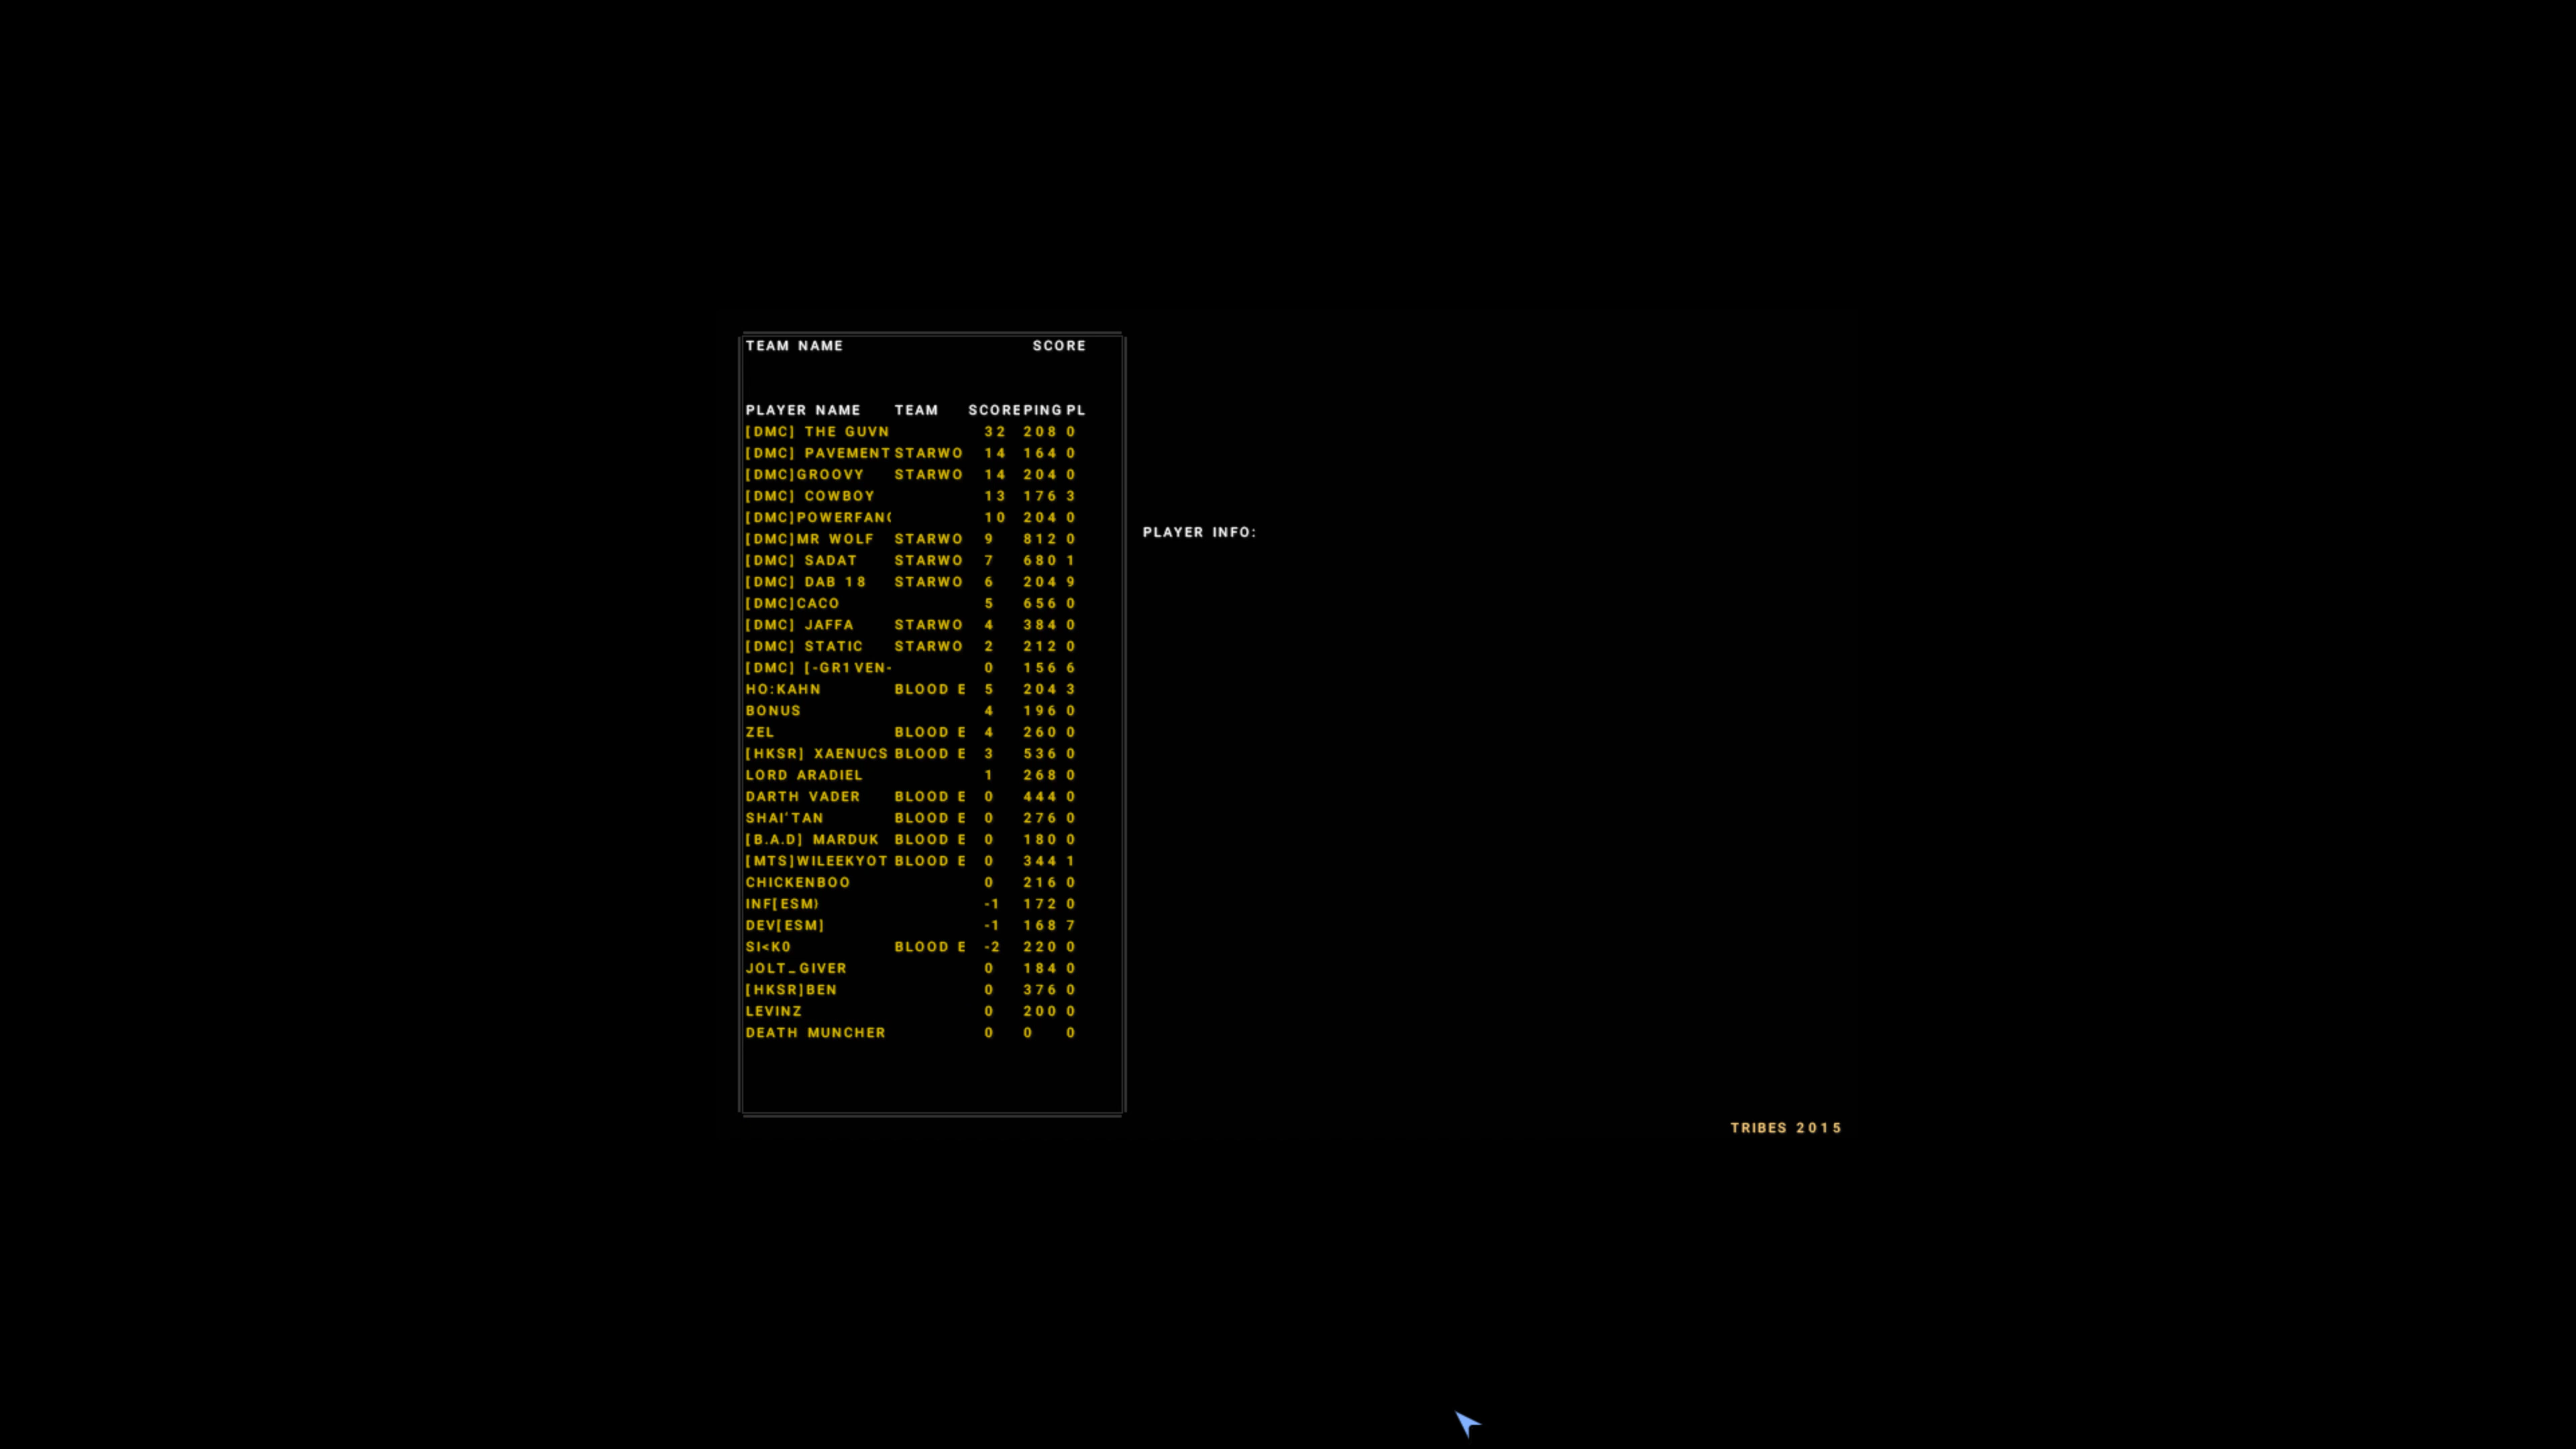 TEAM NAME SCORE
PLAYER NAME TEAM SCORE PING PL
[DMC] THE GUVN 32 208 0
[DMC] PAVEMENT STARWO 14 164 0
[DMC]GROOVY STARWO 14 204 0
[DMC] COWBOY 13 176 3
[DMC]POWERFAN( 10 204 0
[DMC]MR WOLF STARWO 9 812 0
[DMC] SADAT STARWO 7 680 1
[DMC] DAB 18 STARWO 6 204 9
[DMC]CACO 5 656 0
PLAYER INFO:
[DMC] JAFFA STARWO 4 384 0
[DMC] STATIC STARWO 2 212 0
[DMC] [-GR1VEN- 0 156 6
HO:KAHN BLOOD E 5 204 3
BONUS 4 196 0
ZEL BLOOD E 4 260 0
[HKSR] XAENUCS BLOOD E 3 536 0
LORD ARADIEL 1 268 0
DARTH VADER BLOOD E 0 444 0
SHAI'TAN BLOOD E 0 276 0
[B.A.D] MARDUK BLOOD E 0 180 0
[MTS]WILEEKYOT BLOOD E 0 344 1
CHICKENBOO 0 216 0
INF[ESM) -1 172 0
DEV[ESM] -1 168 7
SI<K0 BLOOD E -2 220 0
JOLT_GIVER 0 184 0
[HKSR]BEN 0 376 0
LEVINZ 0 200 0
DEATH MUNCHER 0 0 0
TRIBES 2015